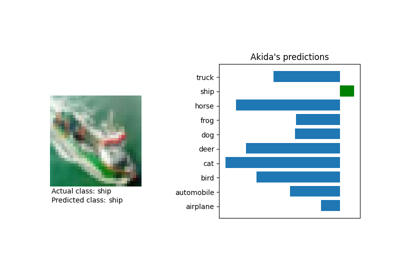 Akida's predictions
truck
ship
horse
frog
dog
deer
cat
bird
automobile
airplane
Actual class: ship
Predicted class: ship